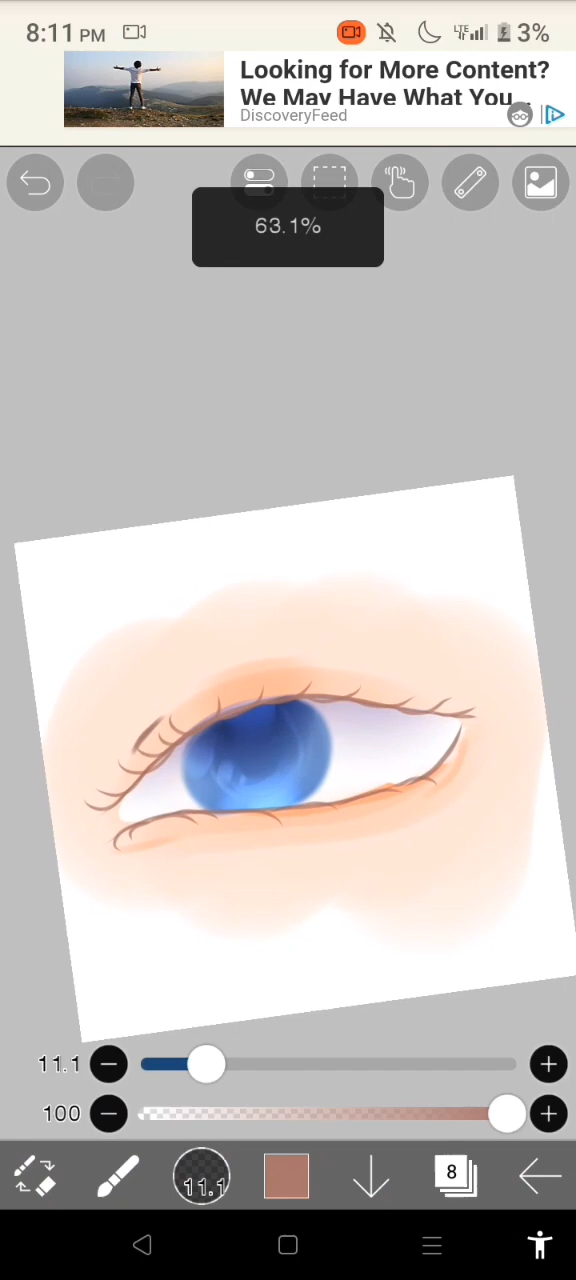 8:11 PM
LTE
3%
Looking for More Content?
We May Have What You...
DiscoveryFeed
63.1%
11.1
100
11.1
8